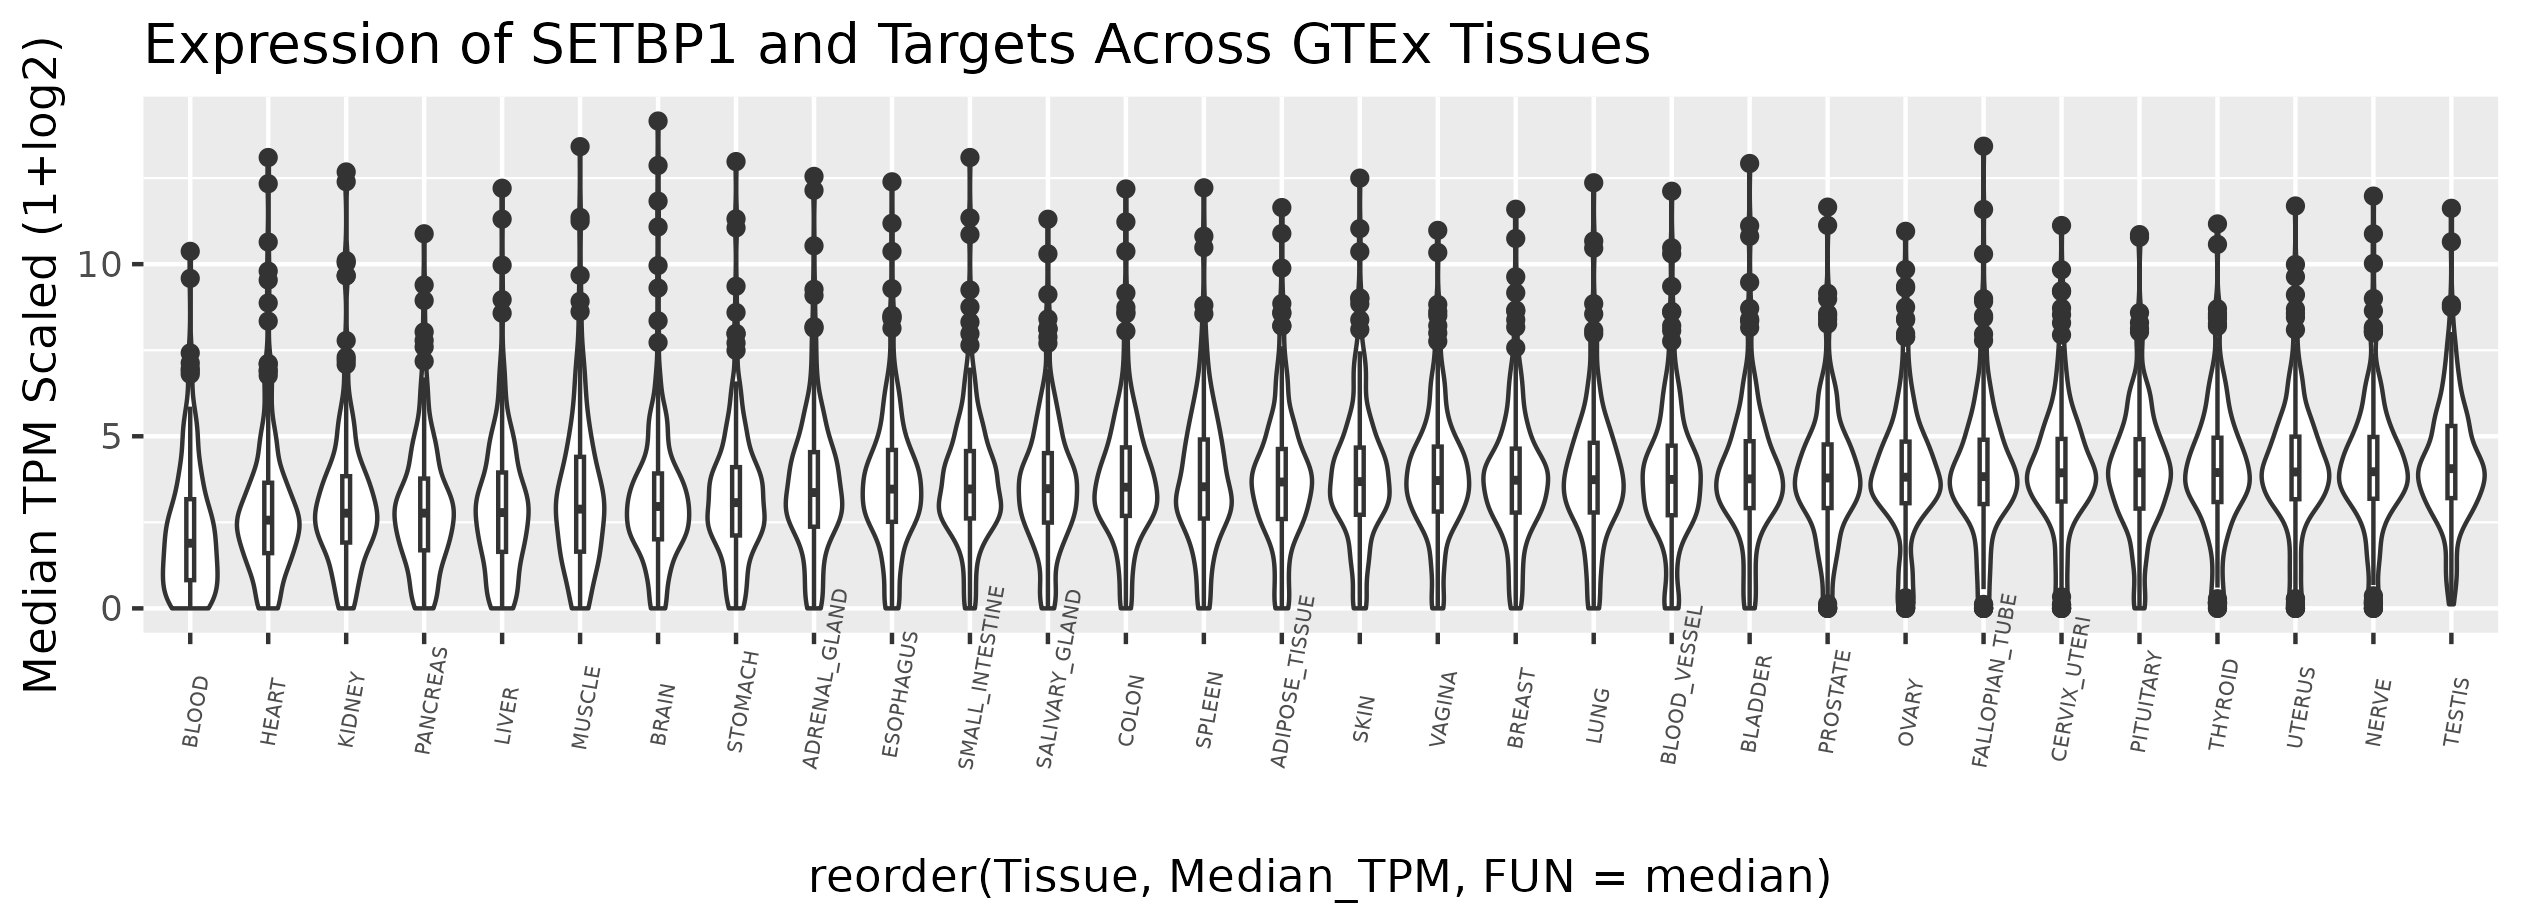 Expression of SETBP1 and Targets Across GTEx Tissues
Median TPM Scaled (1+log2)
10
5
0
BLOOD
HEART
KIDNEY
PANCREAS
LIVER
MUSCLE
BRAIN
STOMACH
ADRENAL_GLAND
ESOPHAGUS
SMALL_INTESTINE
SALIVARY_GLAND
COLON
SPLEEN
ADIPOSE_TISSUE
SKIN
VAGINA
BREAST
LUNG
BLOOD_VESSEL
BLADDER
PROSTATE
OVARY
FALLOPIAN_TUBE
CERVIX_UTERI
PITUITARY
THYROID
UTERUS
NERVE
TESTIS
reorder(Tissue, Median_TPM, FUN = median)